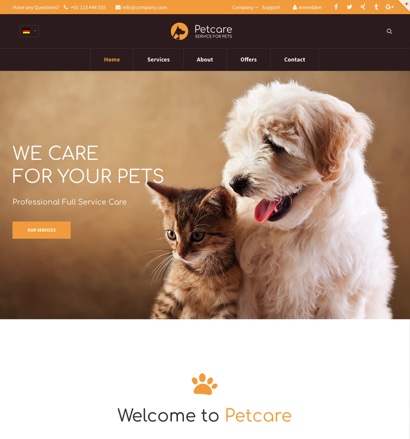 Have any Questions? +01 123 444 555 info@company.com Company Support Anmelden
Petcare
SERVICE FOR PETS
Home Services About Offers Contact
WE CARE
FOR YOUR PETS
Professional Full Service Care
OUR SERVICES
Welcome to Petcare